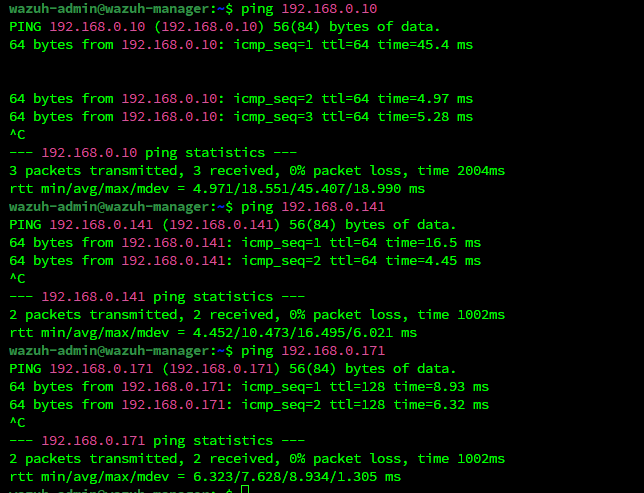 wazuh-admin@wazuh-manager:~$ ping 192.168.0.10
PING 192.168.0.10 (192.168.0.10) 56(84) bytes of data.
64 bytes from 192.168.0.10: icmp_seq=1 ttl=64 time=45.4 ms
64 bytes from 192.168.0.10: icmp_seq=2 ttl=64 time=4.97 ms
64 bytes from 192.168.0.10: icmp_seq=3 ttl=64 time=5.28 ms
^C
--- 192.168.0.10 ping statistics ---
3 packets transmitted, 3 received, 0% packet loss, time 2004ms
rtt min/avg/max/mdev = 4.971/18.551/45.407/18.990 ms
wazuh-admin@wazuh-manager:~$ ping 192.168.0.141
PING 192.168.0.141 (192.168.0.141) 56(84) bytes of data.
64 bytes from 192.168.0.141: icmp_seq=1 ttl=64 time=16.5 ms
64 bytes from 192.168.0.141: icmp_seq=2 ttl=64 time=4.45 ms
^C
--- 192.168.0.141 ping statistics ---
2 packets transmitted, 2 received, 0% packet loss, time 1002ms
rtt min/avg/max/mdev = 4.452/10.473/16.495/6.021 ms
wazuh-admin@wazuh-manager:~$ ping 192.168.0.171
PING 192.168.0.171 (192.168.0.171) 56(84) bytes of data.
64 bytes from 192.168.0.171: icmp_seq=1 ttl=128 time=8.93 ms
64 bytes from 192.168.0.171: icmp_seq=2 ttl=128 time=6.32 ms
^C
--- 192.168.0.171 ping statistics ---
2 packets transmitted, 2 received, 0% packet loss, time 1002ms
rtt min/avg/max/mdev = 6.323/7.628/8.934/1.305 ms
wazuh-admin@wazuh-manager:~$